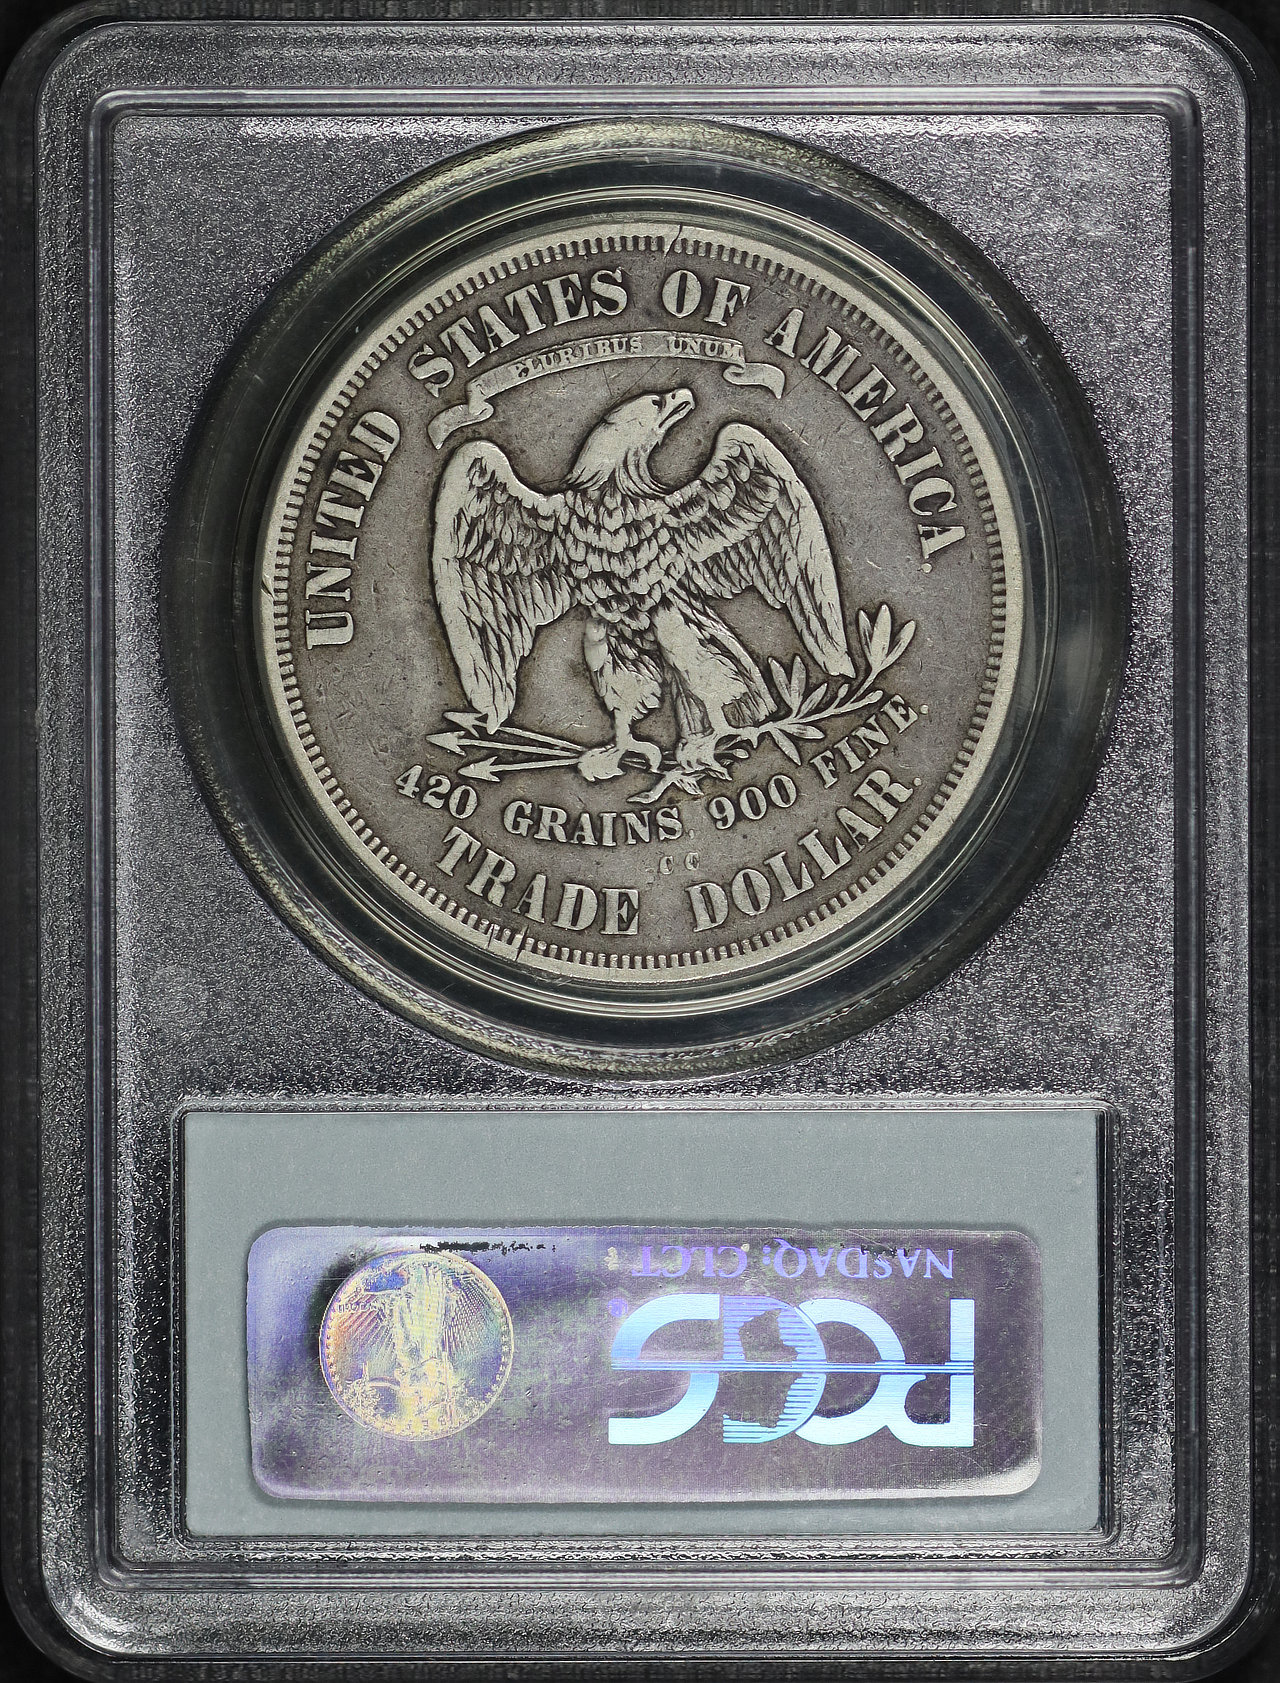 UNITED STATES OF AMERICA.
E PLURIBUS UNUM
420 GRAINS, 900 FINE.
CC
TRADE DOLLAR.
NASDAQ: CLCT
PCGS